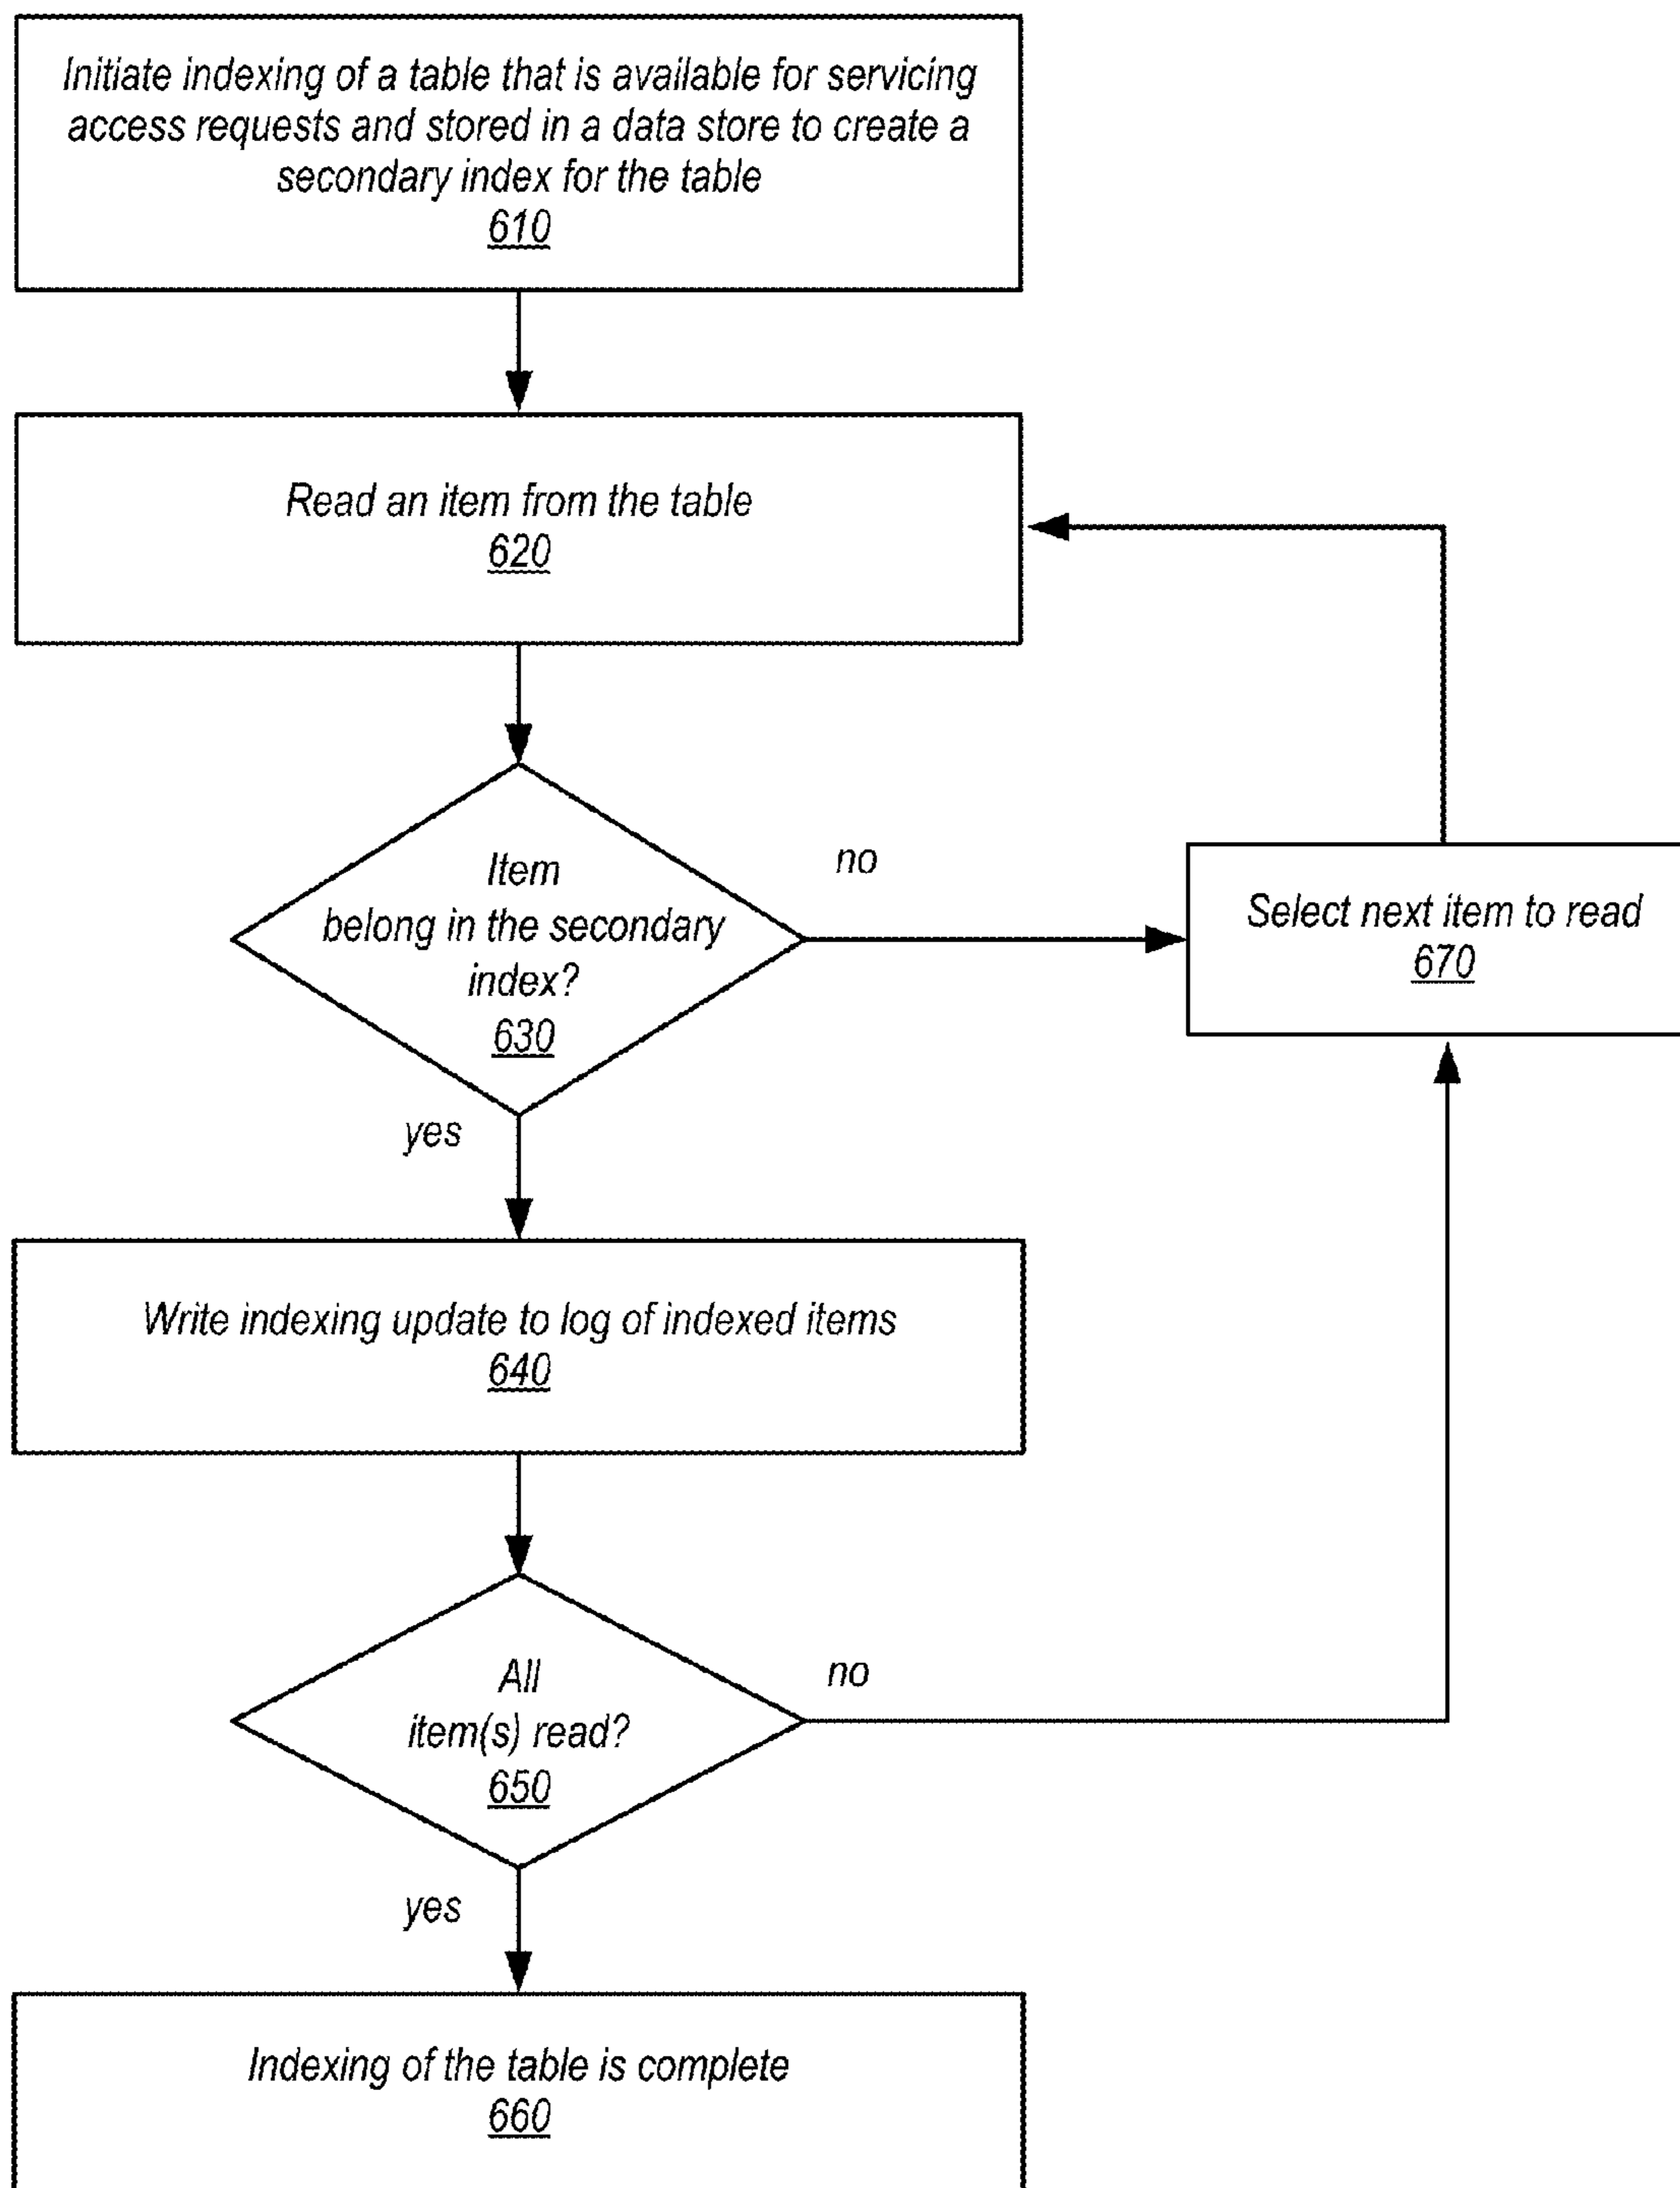 Initiate indexing of a table that is available for servicing
access requests and stored in a data store to create a
secondary index for the table
610
Read an item from the table
620
Item
belong in the secondary
index?
630
no
Select next item to read
670
yes
Write indexing update to log of indexed items
640
All
item(s) read?
650
no
yes
Indexing of the table is complete
660